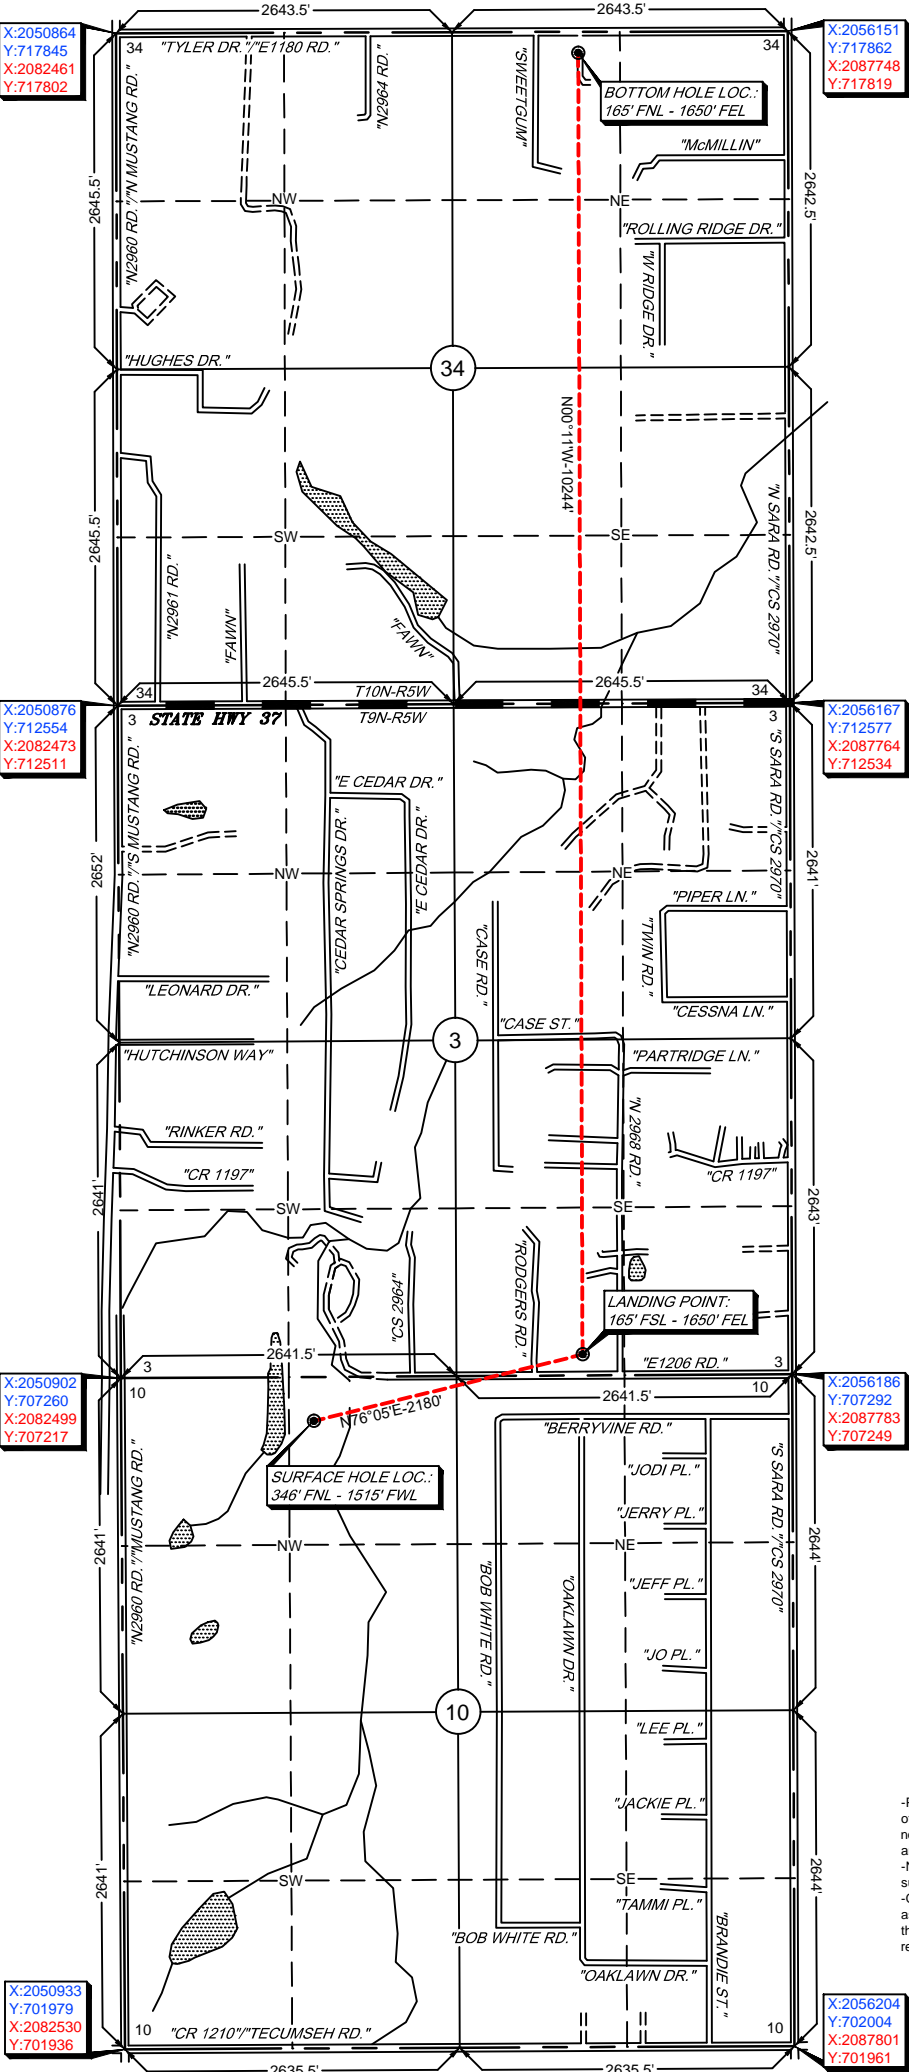 2643.5'
2643.5'
X:2050864
Y:717845
X:2082461
Y:717802
X:2056151
Y:717862
X:2087748
Y:717819
34
"TYLER DR."/"E1180 RD."
34
"N2960 RD."/"N MUSTANG RD."
"N2964 RD."
"SWEETGUM"
BOTTOM HOLE LOC.:
165' FNL - 1650' FEL
"McMILLIN"
2645.5'
2642.5'
NW
NE
"ROLLING RIDGE DR."
"W RIDGE DR."
"HUGHES DR."
34
N00°11'W-10244'
2645.5'
2642.5'
"N SARA RD."/"CS 2970"
SW
SE
"N2961 RD."
"FAWN"
"FAWN"
2645.5'
2645.5'
34
T10N-R5W
34
X:2050876
Y:712554
X:2082473
Y:712511
3
STATE HWY 37
T9N-R5W
3
X:2056167
Y:712577
X:2087764
Y:712534
"N2960 RD."/"S MUSTANG RD."
"S SARA RD."/"CS 2970"
"E CEDAR DR."
"CEDAR SPRINGS DR."
"E CEDAR DR."
2652'
2641'
NW
NE
"PIPER LN."
"CASE RD."
"TWIN RD."
"LEONARD DR."
"CESSNA LN."
"CASE ST."
"HUTCHINSON WAY"
3
"PARTRIDGE LN."
"N 2968 RD."
"RINKER RD."
"CR 1197"
"CR 1197"
2641'
2643'
SW
SE
"CS 2964"
"RODGERS RD."
LANDING POINT:
165' FSL - 1650' FEL
2641.5'
"E1206 RD."
3
3
X:2050902
Y:707260
X:2082499
Y:707217
10
2641.5'
10
X:2056186
Y:707292
X:2087783
Y:707249
N76°05'E-2180'
"BERRYVINE RD."
SURFACE HOLE LOC.:
346' FNL - 1515' FWL
"N2960 RD."/"MUSTANG RD."
"S SARA RD."/"CS 2970"
"JODI PL."
"JERRY PL."
2641'
2644'
NW
NE
"BOB WHITE RD."
"OAKLAWN DR."
"JEFF PL."
"JO PL."
10
"LEE PL."
"JACKIE PL."
2641'
2644'
SW
SE
"TAMMI PL."
"BOB WHITE RD."
"BRANDIE ST."
"OAKLAWN DR."
X:2050933
Y:701979
X:2082530
Y:701936
10
"CR 1210"/"TECUMSEH RD."
10
X:2056204
Y:702004
X:2087801
Y:701961
2635.5'
2635.5'